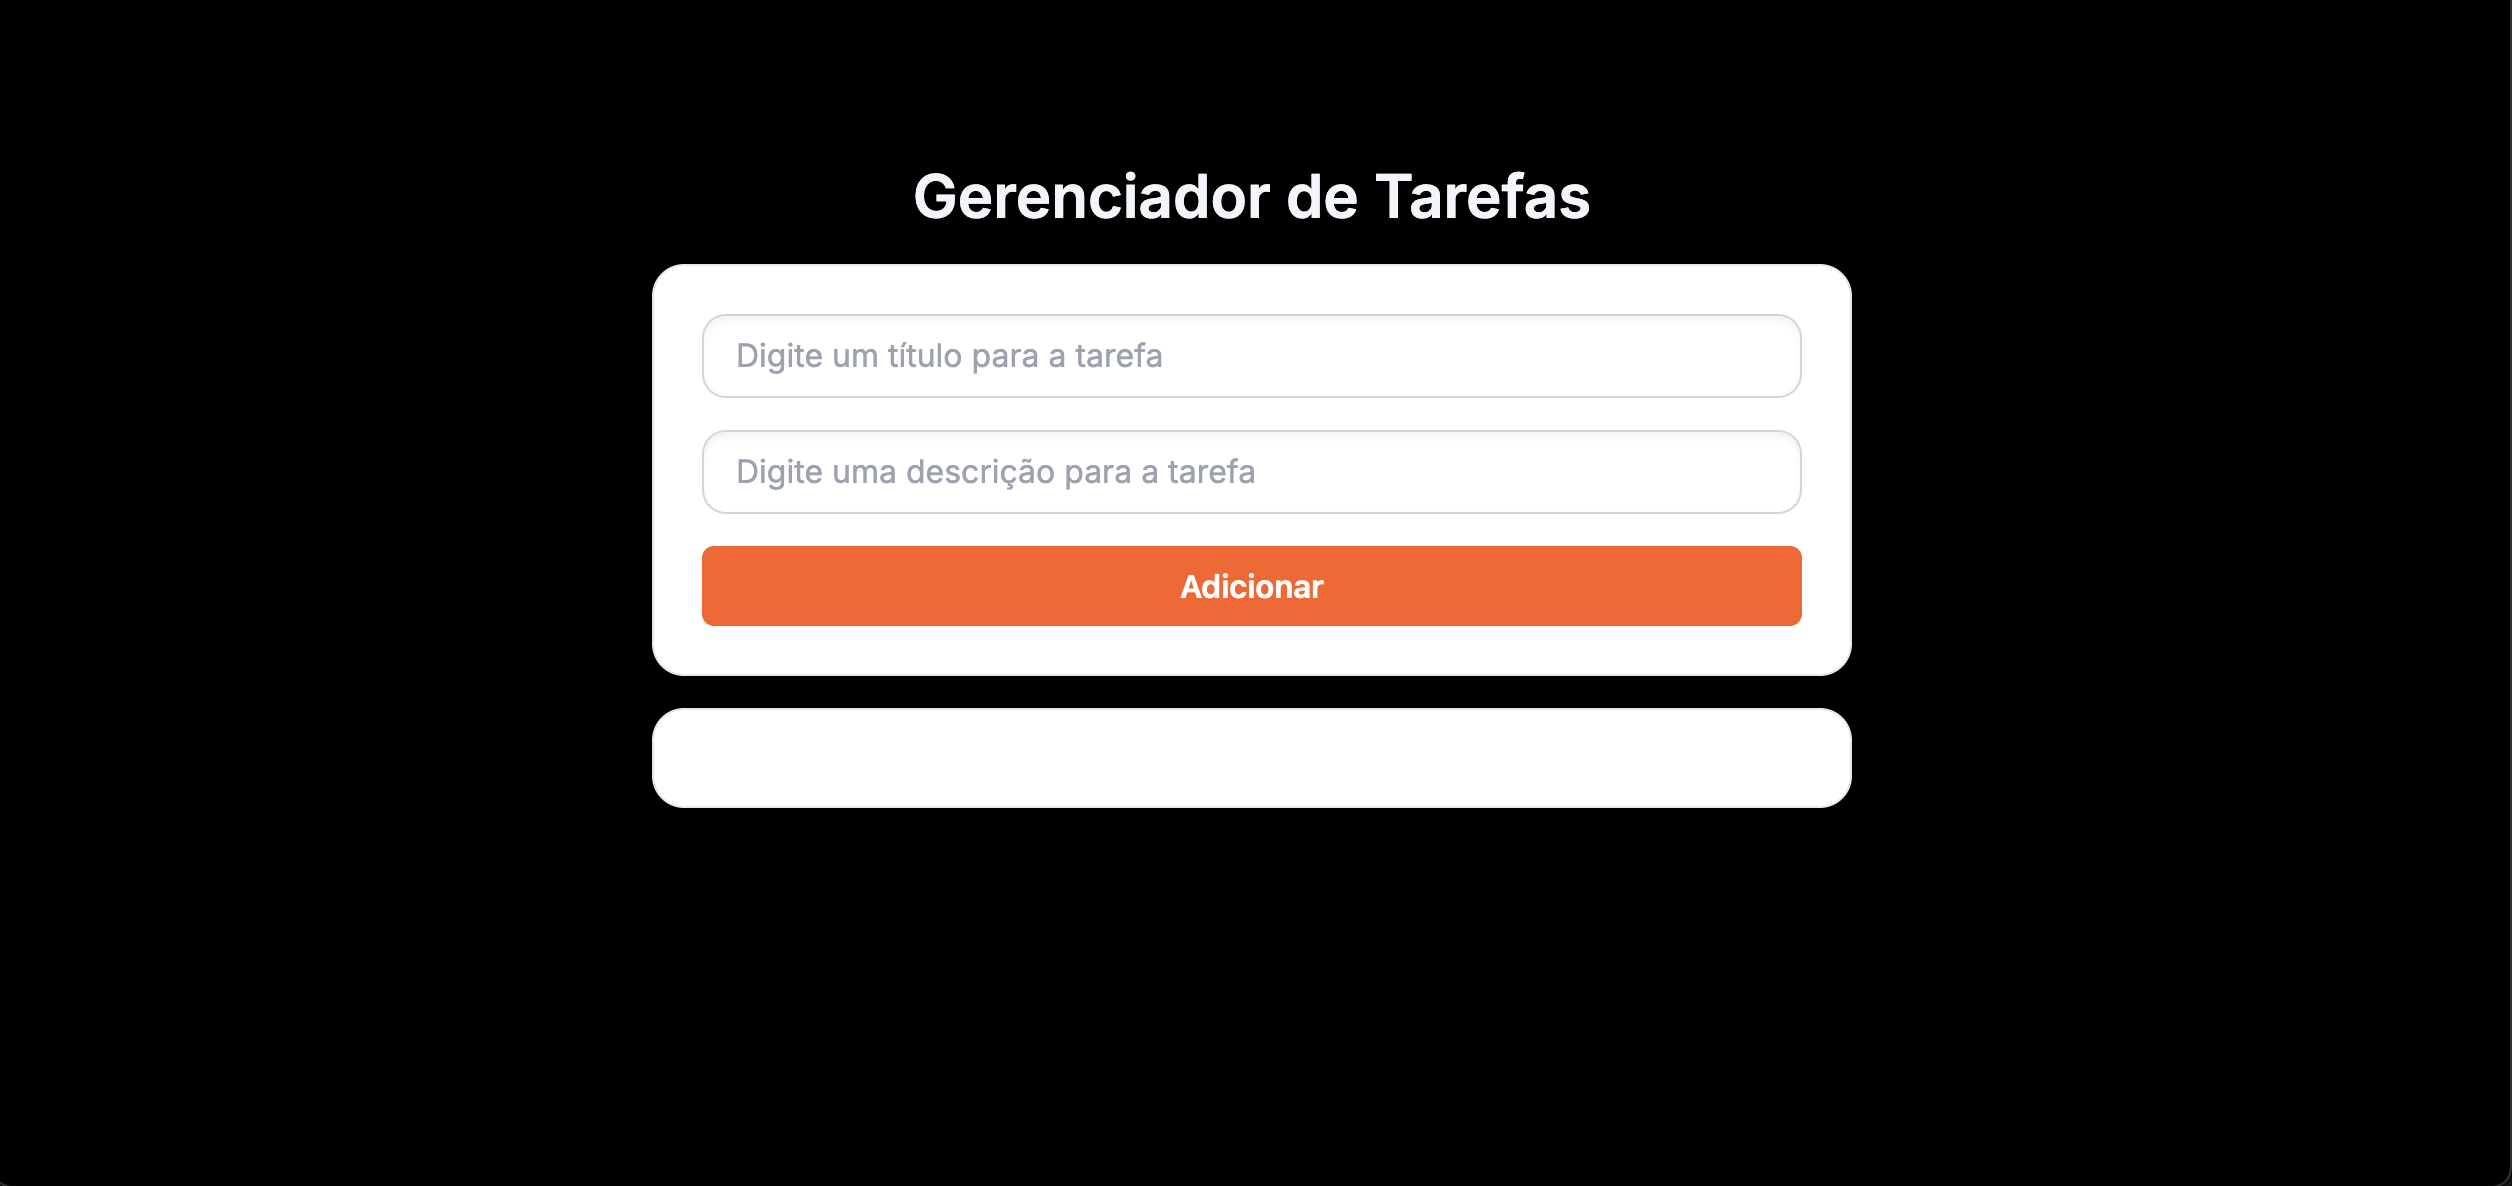 Gerenciador de Tarefas
Digite um título para a tarefa
Digite uma descrição para a tarefa
Adicionar